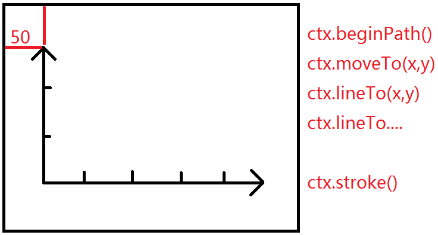 50
ctx.beginPath()
ctx.moveTo(x,y)
ctx.lineTo(x,y)
ctx.lineTo....
ctx.stroke()